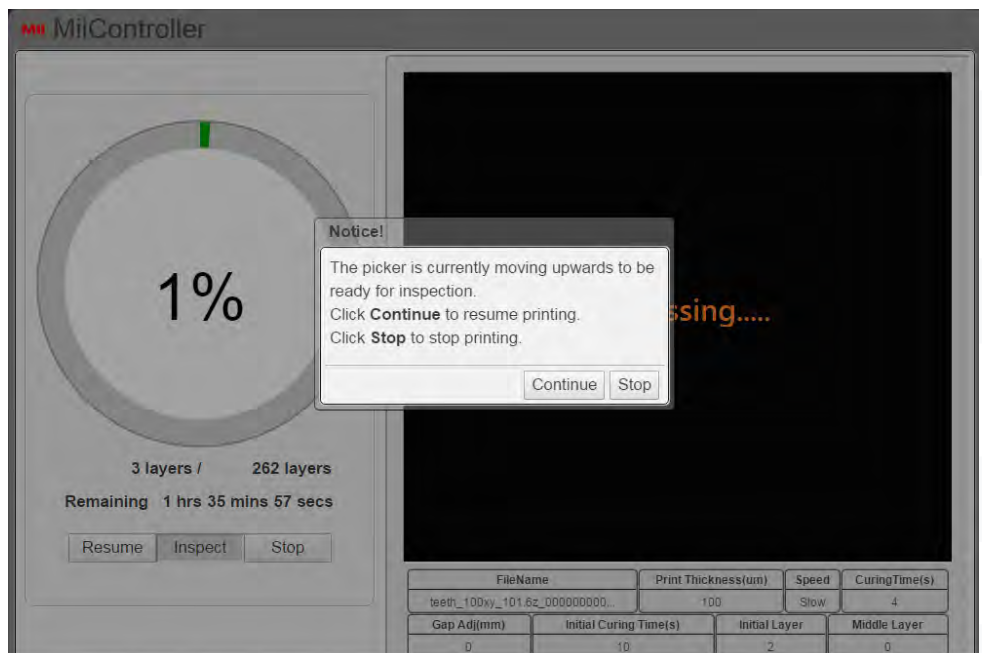 MII MiiController
Notice!
The picker is currently moving upwards to be
ready for inspection.
Click Continue to resume printing.
Click Stop to stop printing.
Continue Stop
1%
ssing.....
3 layers / 262 layers
Remaining 1 hrs 35 mins 57 secs
Resume Inspect Stop
FileName Print Thickness(um) Speed CuringTime(s)
teeth_100xy_101.6z_000000000... 100 Slow 4
Gap Adj(mm) Initial Curing Time(s) Initial Layer Middle Layer
0 10 2 0